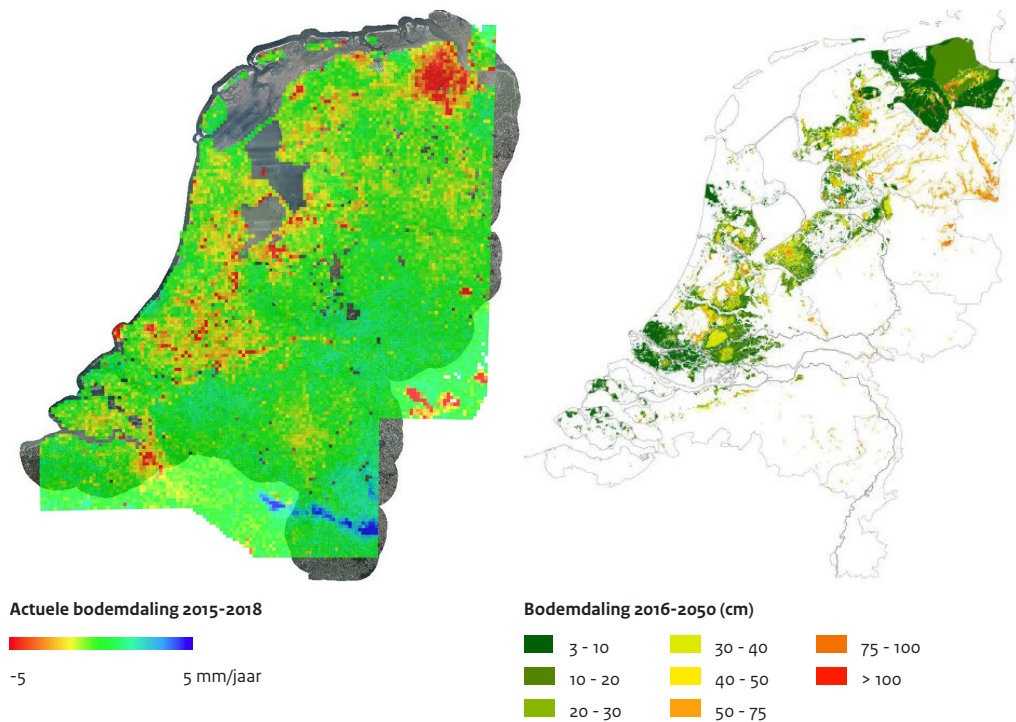 Actuele bodemdaling 2015-2018
-5
5 mm/jaar
Bodemdaling 2016-2050 (cm)
3 - 10
10 - 20
20 - 30
30 - 40
40 - 50
50 - 75
75 - 100
> 100